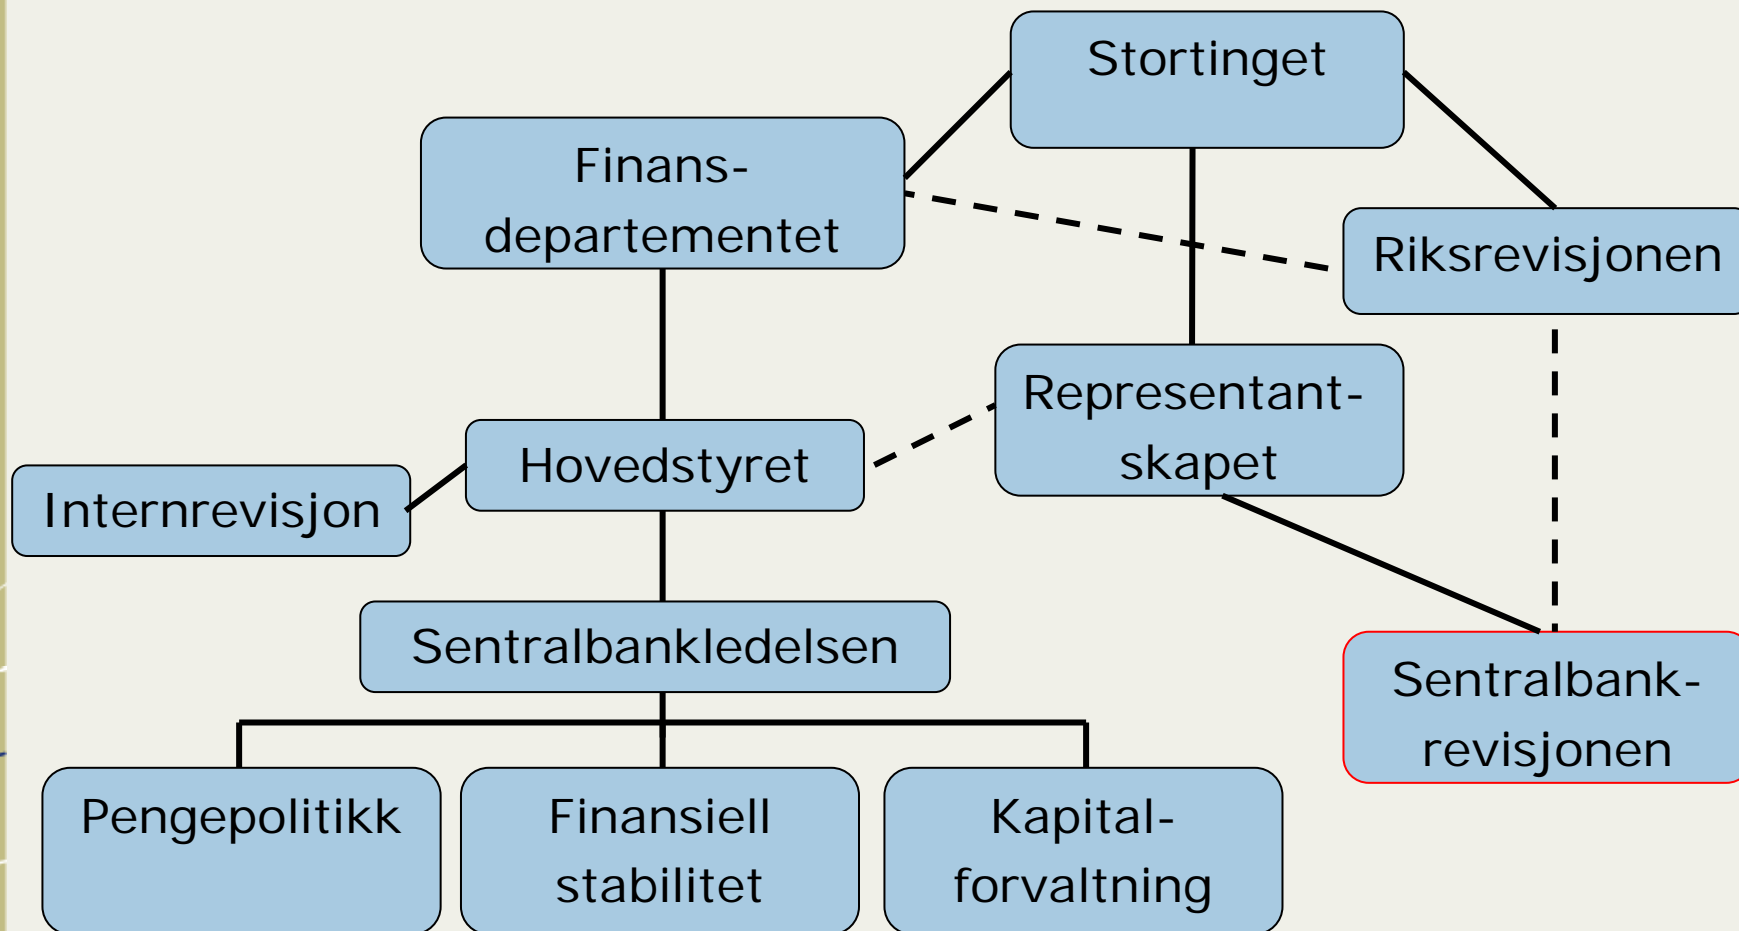 Stortinget
Finans-
departementet
Riksrevisjonen
Representant-
skapet
Hovedstyret
Internrevisjon
Sentralbankledelsen
Sentralbank-
revisjonen
Pengepolitikk
Finansiell
stabilitet
Kapital-
forvaltning